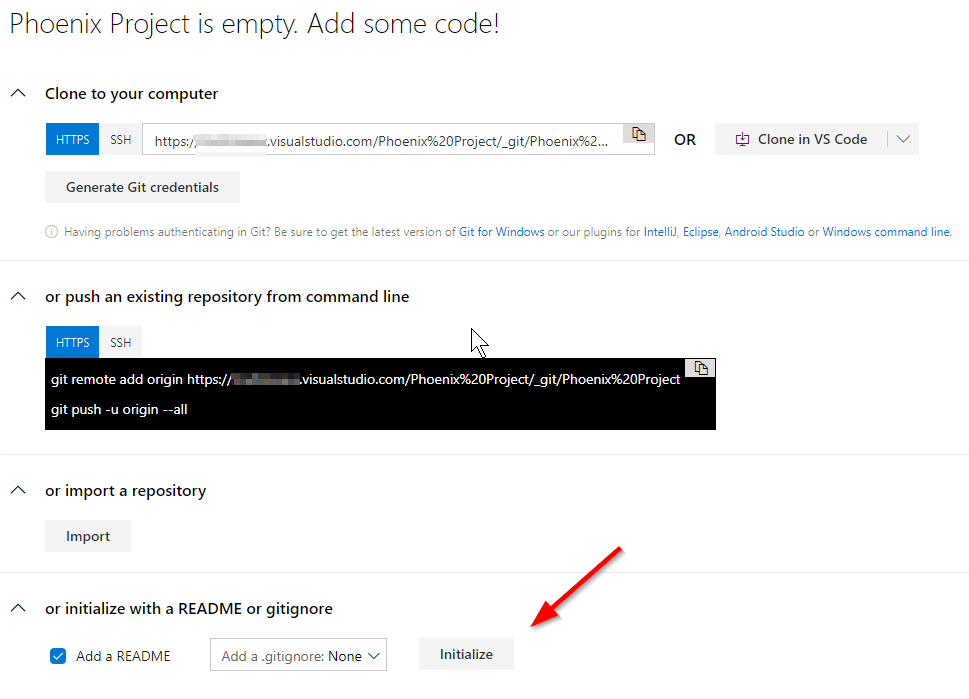 Phoenix Project is empty. Add some code!
Clone to your computer
HTTPS SSH https:/ .visualstudio.com/Phoenix%20Project/_git/Phoenix%2... OR Clone in VS Code
Generate Git credentials
Having problems authenticating in Git? Be sure to get the latest version of Git for Windows or our plugins for IntelliJ, Eclipse, Android Studio or Windows command line.
or push an existing repository from command line
HTTPS SSH
git remote add origin https:// .visualstudio.com/Phoenix%20Project/_git/Phoenix%20Project
git push -u origin --all
or import a repository
Import
or initialize with a README or gitignore
Add a README Add a .gitignore: None Initialize